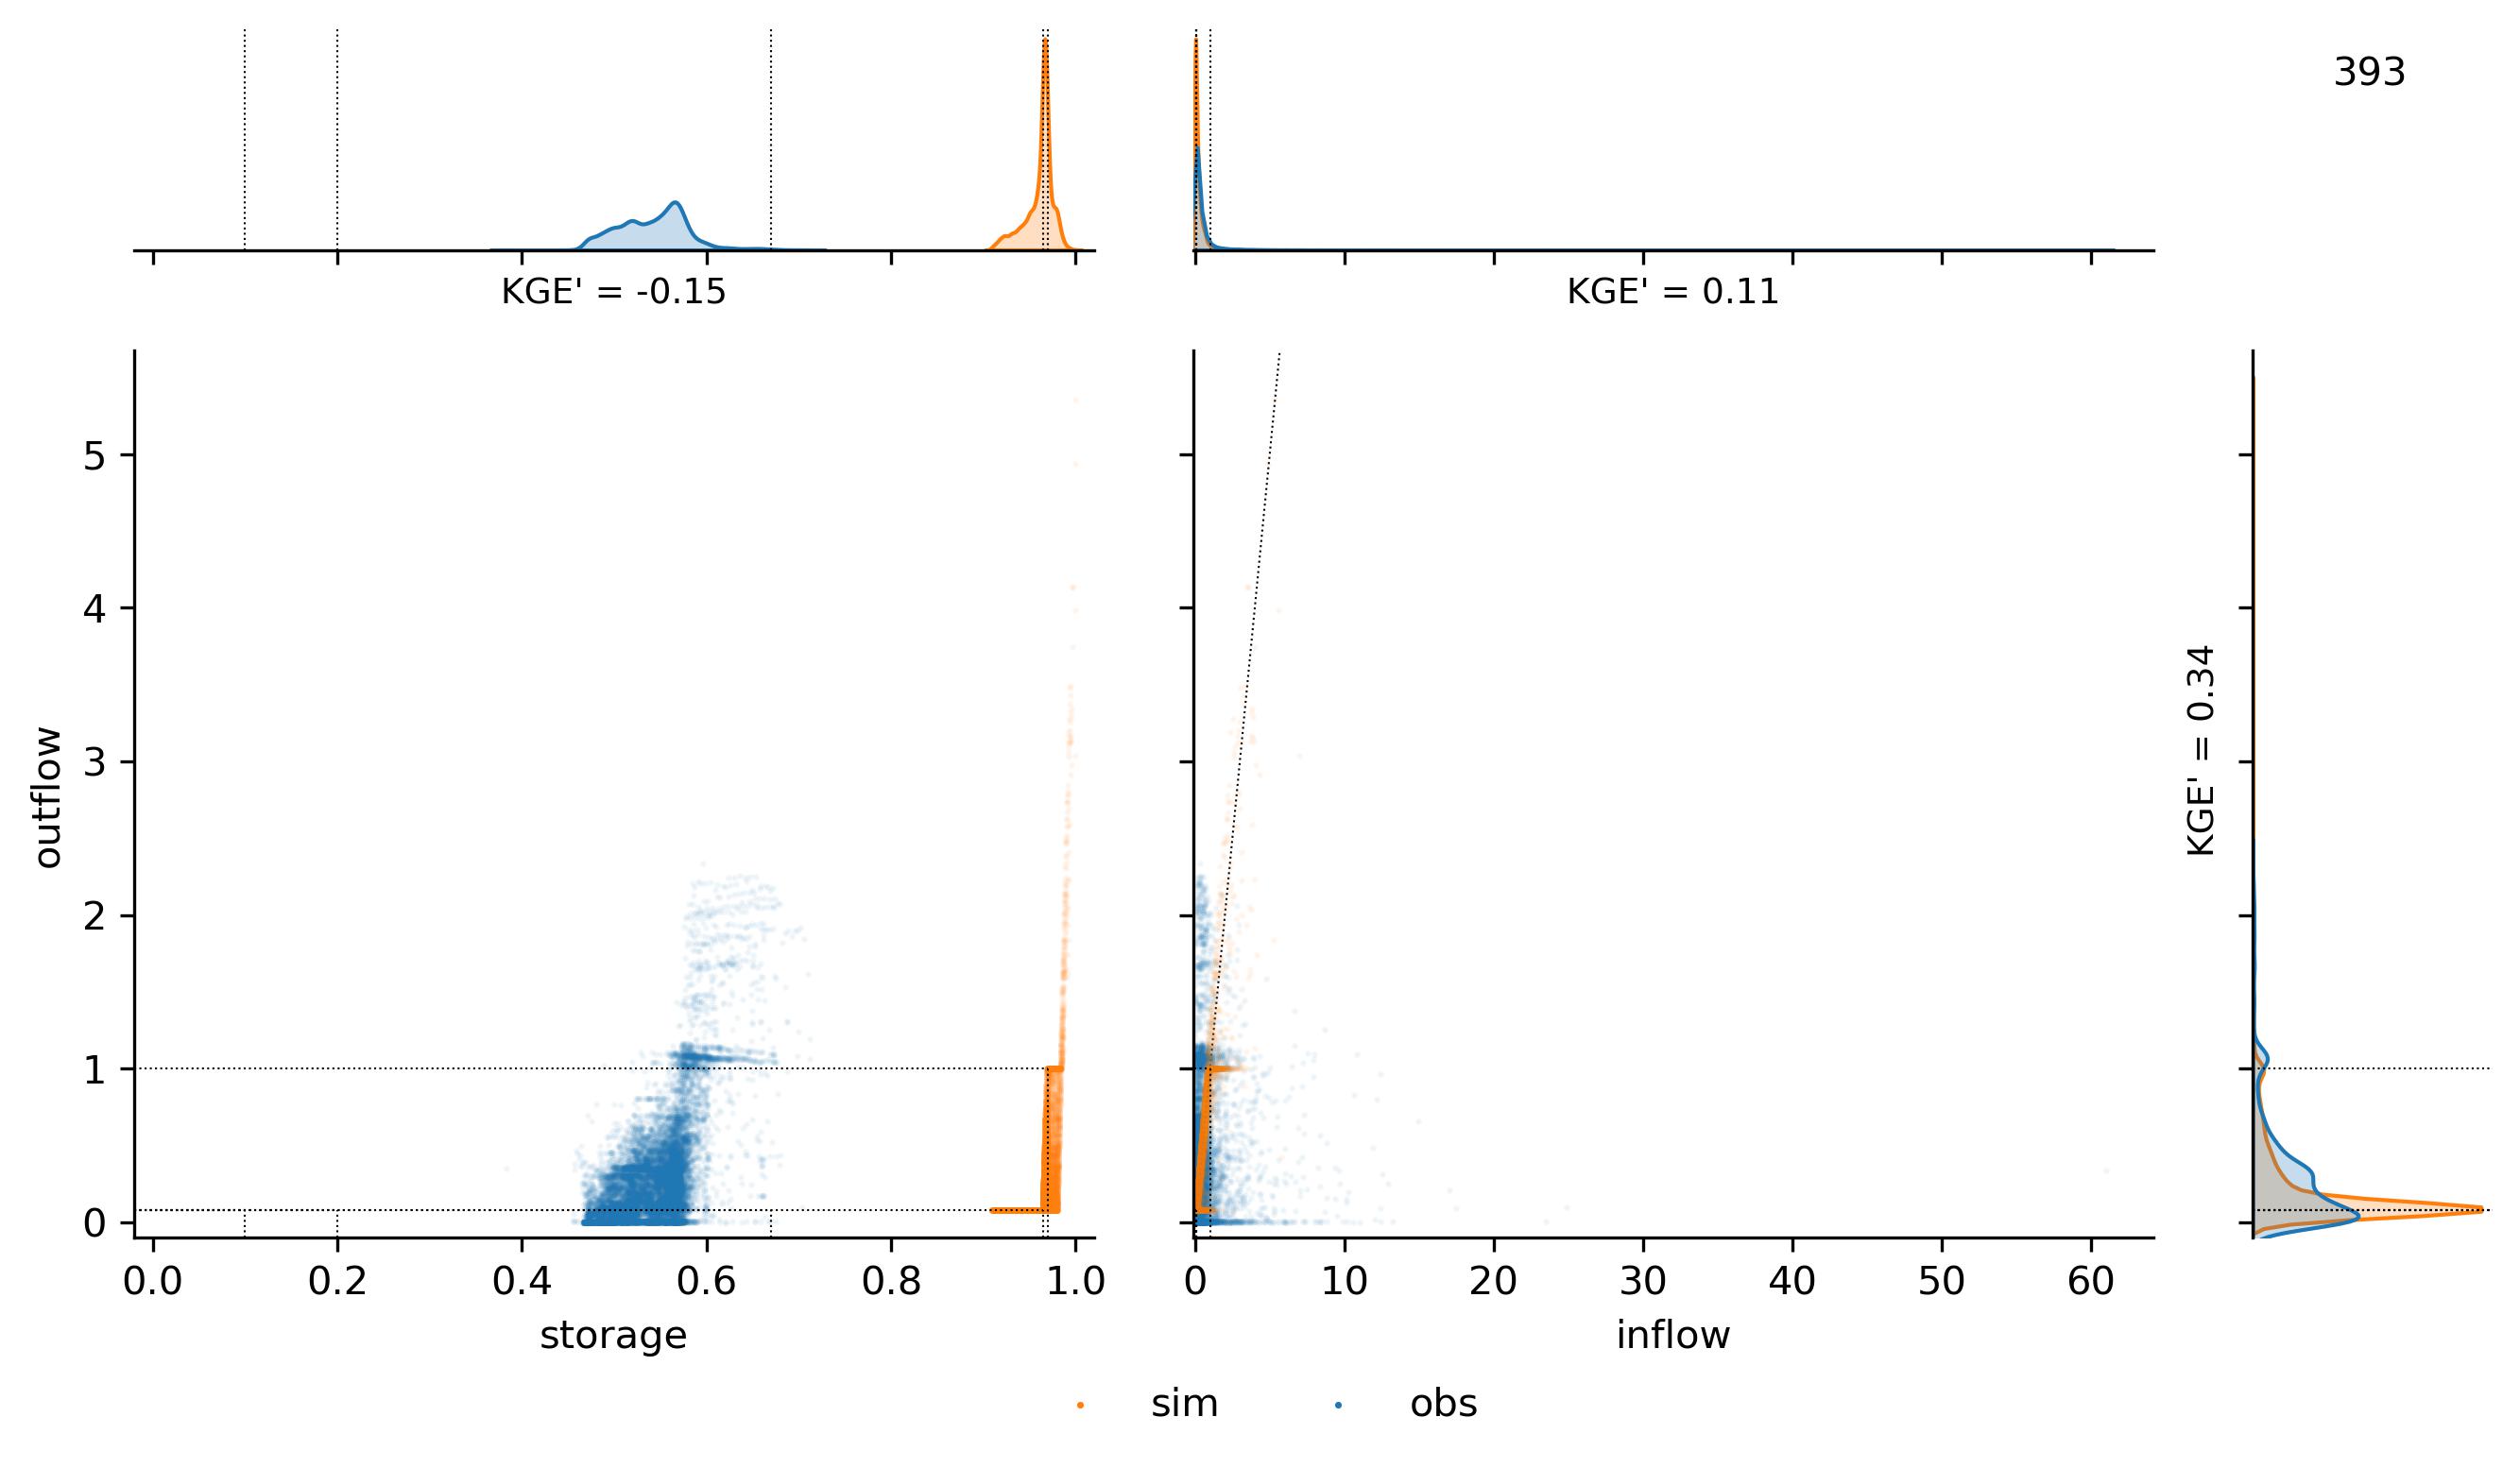 393
KGE' = -0.15
KGE' = 0.11
outflow
5
4
3
2
1
0
KGE' = 0.34
0.0 0.2 0.4 0.6 0.8 1.0
0 10 20 30 40 50 60
storage
inflow
sim obs